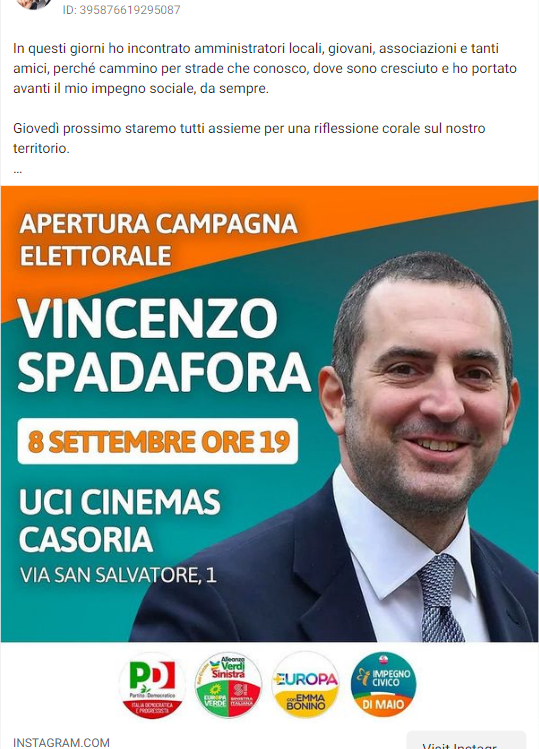 ID: 395876619295087
In questi giorni ho incontrato amministratori locali, giovani, associazioni e tanti
amici, perché cammino per strade che conosco, dove sono cresciuto e ho portato
avanti il mio impegno sociale, da sempre.
Giovedì prossimo staremo tutti assieme per una riflessione corale sul nostro
territorio.
...
APERTURA CAMPAGNA
ELETTORALE
VINCENZO
SPADAFORA
8 SETTEMBRE ORE 19
UCI CINEMAS
CASORIA
VIA SAN SALVATORE, 1
PD
Partito Democratico
ITALIA DEMOCRATICA
E PROGRESSISTA
Alleanza
Verdi
Sinistra
EUROPA
VERDE
SI
SINISTRA
ITALIANA
+EUROPA
con EMMA
BONINO
IMPEGNO
CIVICO
DI MAIO
INSTAGRAM.COM
Visit Instagr